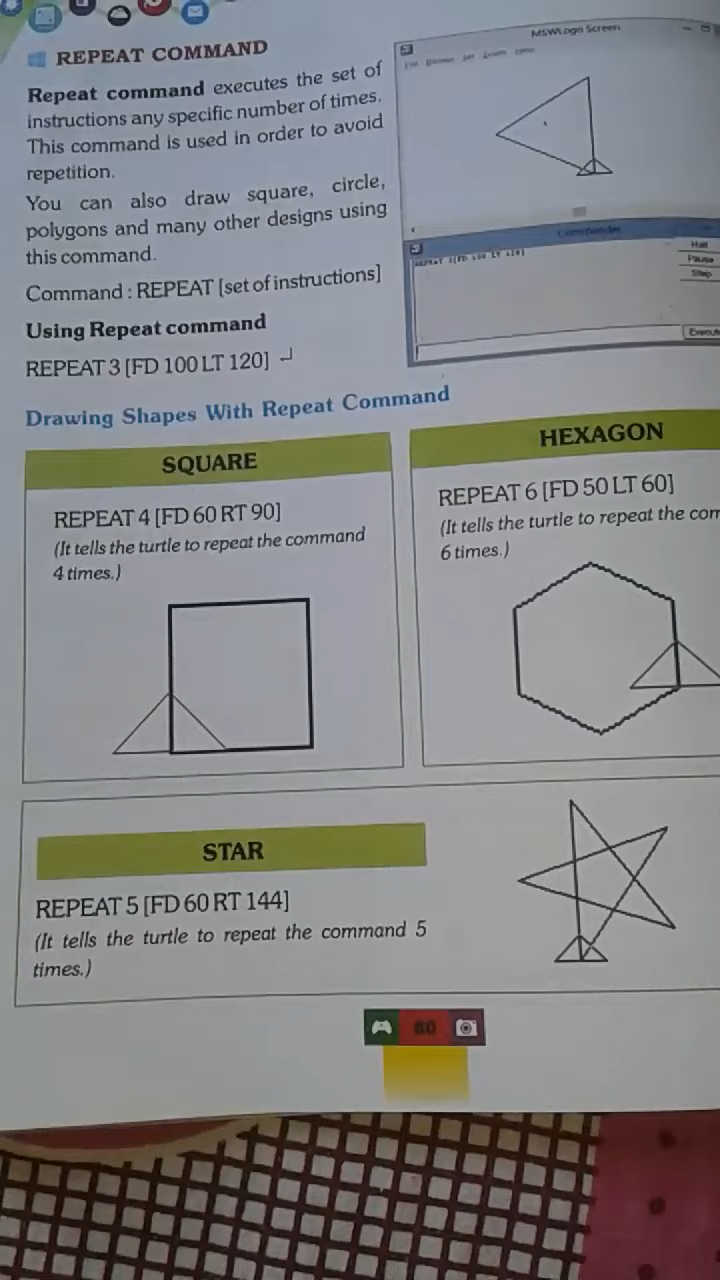 REPEAT COMMAND
Repeat command executes the set of
instructions any specific number of times.
This command is used in order to avoid
repetition.
You can also draw square, circle,
polygons and many other designs using
this command.
Command : REPEAT [set of instructions]
Using Repeat command
REPEAT 3 [FD 100 LT 120] ┘
MSWLogo Screen
Commander
REPEAT 3[FD 100 LT 120]
Halt
Pause
Step
Execute
Drawing Shapes With Repeat Command
SQUARE
REPEAT 4 [FD 60 RT 90]
(It tells the turtle to repeat the command
4 times.)
HEXAGON
REPEAT 6 [FD 50 LT 60]
(It tells the turtle to repeat the com
6 times.)
STAR
REPEAT 5 [FD 60 RT 144]
(It tells the turtle to repeat the command 5
times.)
60